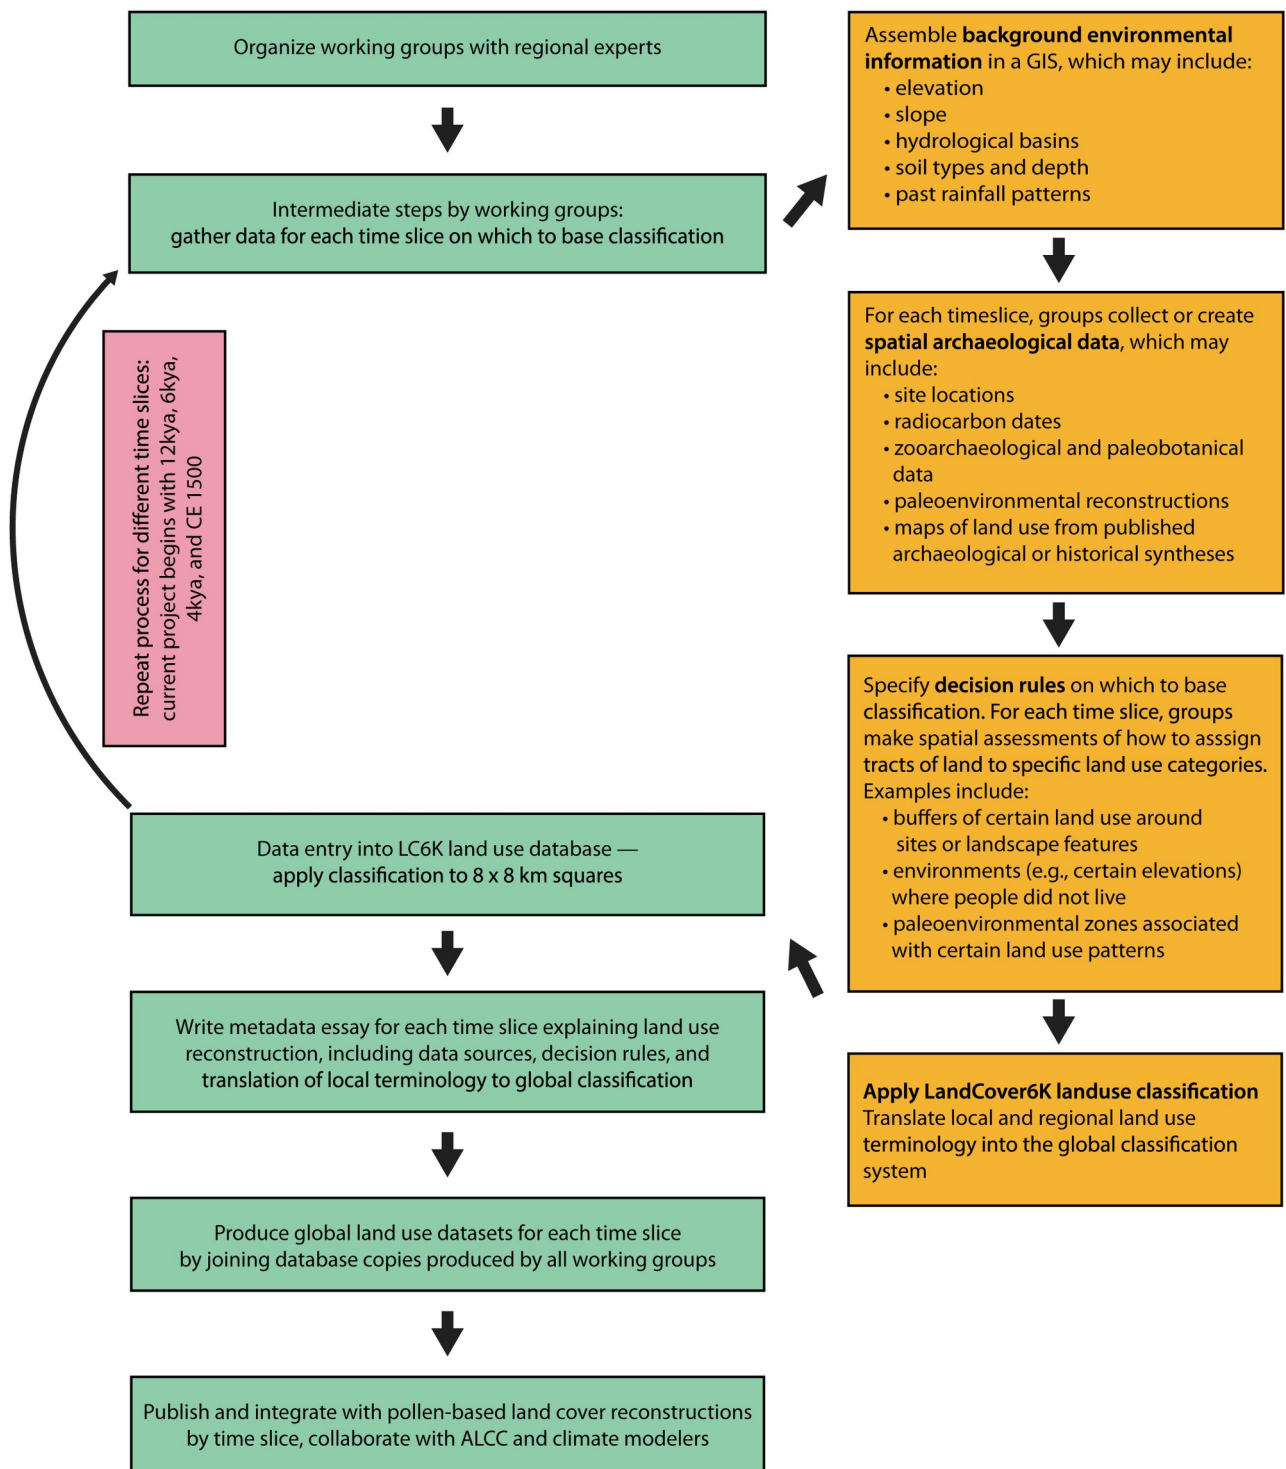 Organize working groups with regional experts
Intermediate steps by working groups:
gather data for each time slice on which to base classification
Assemble background environmental
information in a GIS, which may include:
• elevation
• slope
• hydrological basins
• soil types and depth
• past rainfall patterns
For each timeslice, groups collect or create
spatial archaeological data, which may
include:
• site locations
• radiocarbon dates
• zooarchaeological and paleobotanical
data
• paleoenvironmental reconstructions
• maps of land use from published
archaeological or historical syntheses
Specify decision rules on which to base
classification. For each time slice, groups
make spatial assessments of how to asssign
tracts of land to specific land use categories.
Examples include:
• buffers of certain land use around
sites or landscape features
• environments (e.g., certain elevations)
where people did not live
• paleoenvironmental zones associated
with certain land use patterns
Apply LandCover6K landuse classification
Translate local and regional land use
terminology into the global classification
system
Data entry into LC6K land use database —
apply classification to 8 x 8 km squares
Repeat process for different time slices:
current project begins with 12kya, 6kya,
4kya, and CE 1500
Write metadata essay for each time slice explaining land use
reconstruction, including data sources, decision rules, and
translation of local terminology to global classification
Produce global land use datasets for each time slice
by joining database copies produced by all working groups
Publish and integrate with pollen-based land cover reconstructions
by time slice, collaborate with ALCC and climate modelers